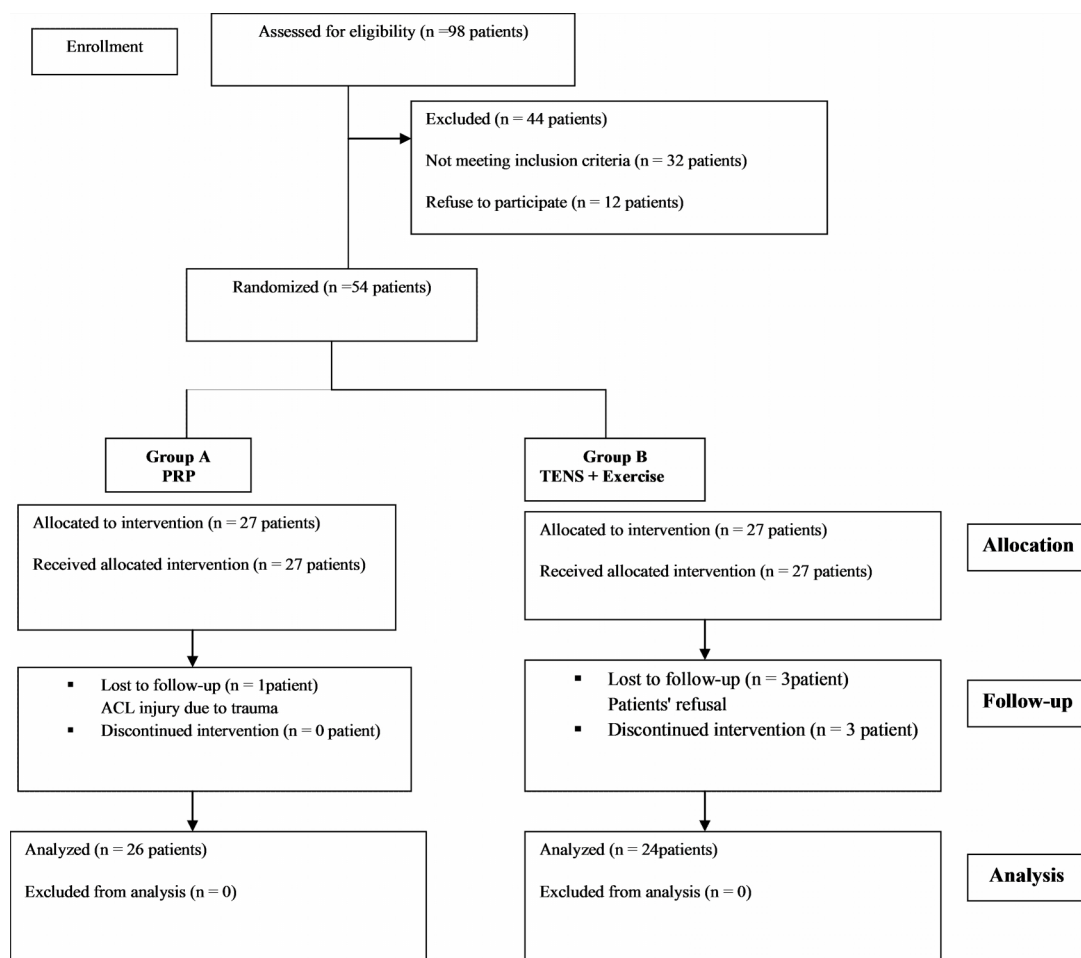 Assessed for eligibility (n =98 patients)
Enrollment
Excluded (n = 44 patients)
Not meeting inclusion criteria (n = 32 patients)
Refuse to participate (n = 12 patients)
Randomized (n =54 patients)
Group A
PRP
Group B
TENS + Exercise
Allocated to intervention (n = 27 patients)
Received allocated intervention (n = 27 patients)
Allocated to intervention (n = 27 patients)
Received allocated intervention (n = 27 patients)
Allocation
▪ Lost to follow-up (n = 1patient)
ACL injury due to trauma
▪ Discontinued intervention (n = 0 patient)
▪ Lost to follow-up (n = 3patient)
Patients' refusal
▪ Discontinued intervention (n = 3 patient)
Follow-up
Analyzed (n = 26 patients)
Excluded from analysis (n = 0)
Analyzed (n = 24patients)
Excluded from analysis (n = 0)
Analysis